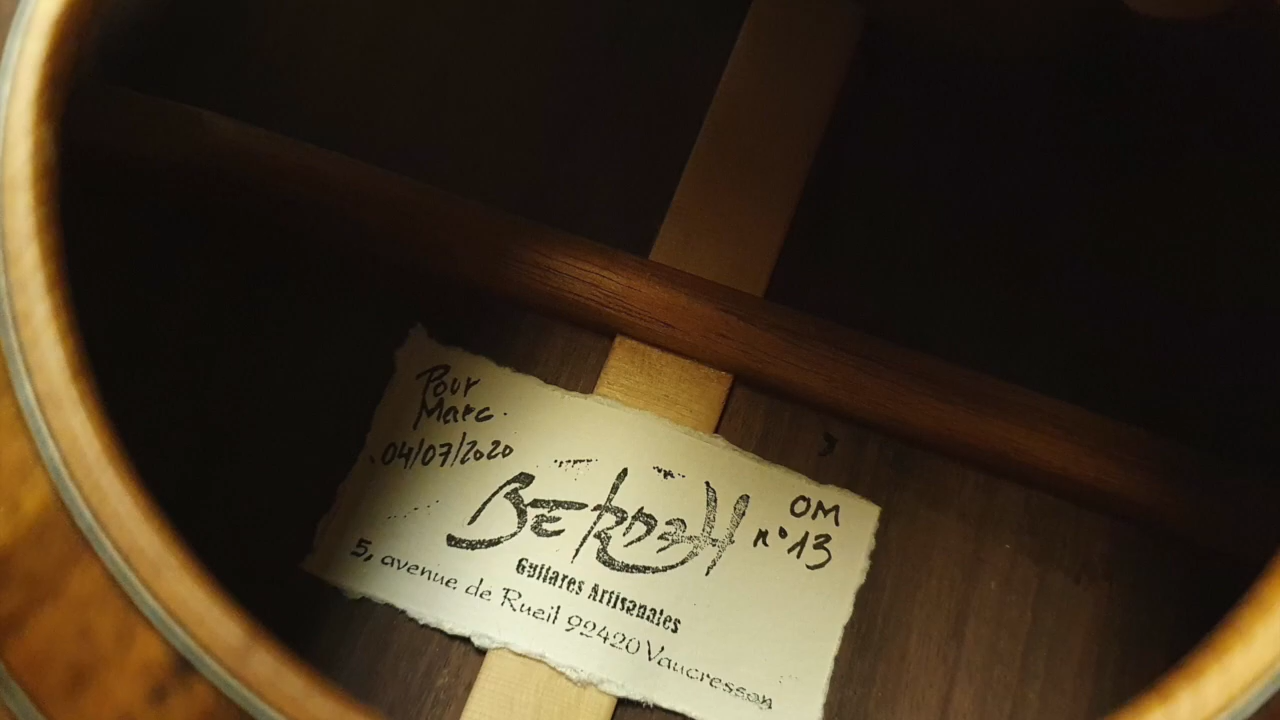 Pour
Marc.
04/07/2020
OM
n°13
Guitares Artisanales
5, avenue de Rueil 92420 Vaucresson